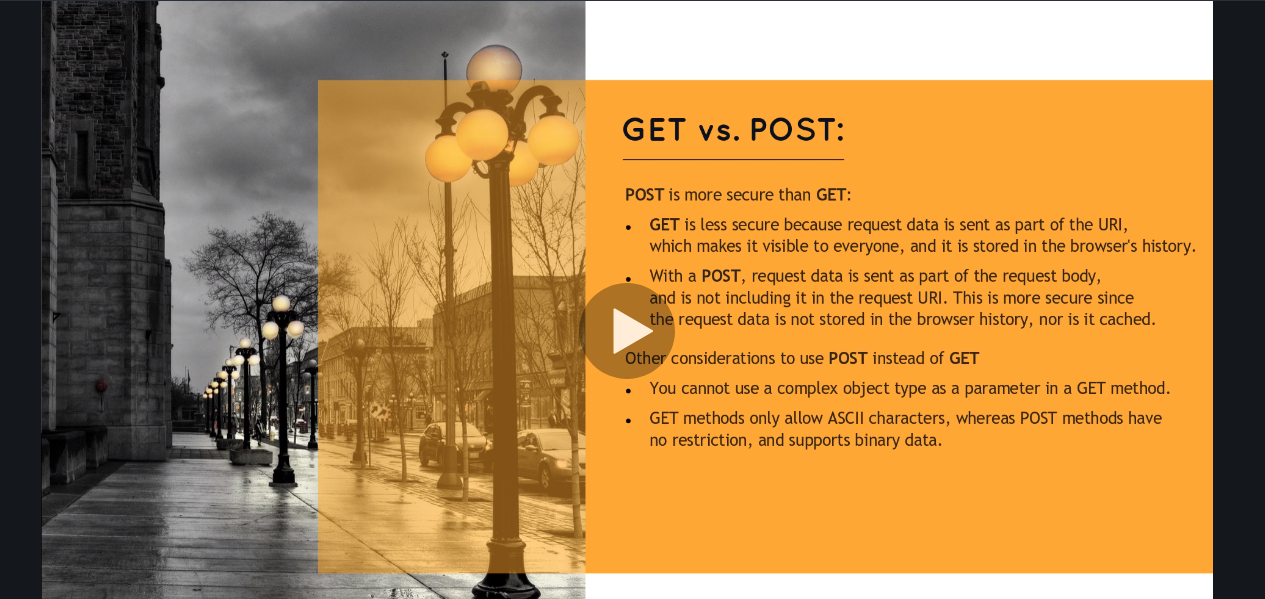 GET vs. POST:
POST is more secure than GET:
• GET is less secure because request data is sent as part of the URI,
which makes it visible to everyone, and it is stored in the browser's history.
• With a POST, request data is sent as part of the request body,
and is not including it in the request URI. This is more secure since
the request data is not stored in the browser history, nor is it cached.
Other considerations to use POST instead of GET
• You cannot use a complex object type as a parameter in a GET method.
• GET methods only allow ASCII characters, whereas POST methods have
no restriction, and supports binary data.